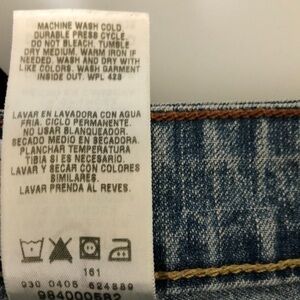 MACHINE WASH COLD
DURABLE PRESS CYCLE.
DO NOT BLEACH. TUMBLE
DRY MEDIUM. WARM IRON IF
NEEDED. WASH AND DRY WITH
LIKE COLORS. WASH GARMENT
INSIDE OUT. WPL 423
LAVAR EN LAVADORA CON AGUA
FRIA. CICLO PERMANENTE.
NO USAR BLANQUEADOR.
SECADO MEDIO EN SECADORA.
PLANCHAR TEMPERATURA
TIBIA SI ES NECESARIO.
LAVAR Y SECAR CON COLORES
SIMILARES.
LAVAR PRENDA AL REVES.
161
930 0405 624889
984000582